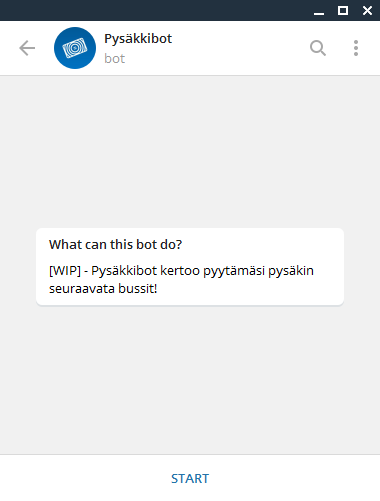 Pysäkkibot
bot
What can this bot do?
[WIP] - Pysäkkibot kertoo pyytämäsi pysäkin
seuraavata bussit!
START